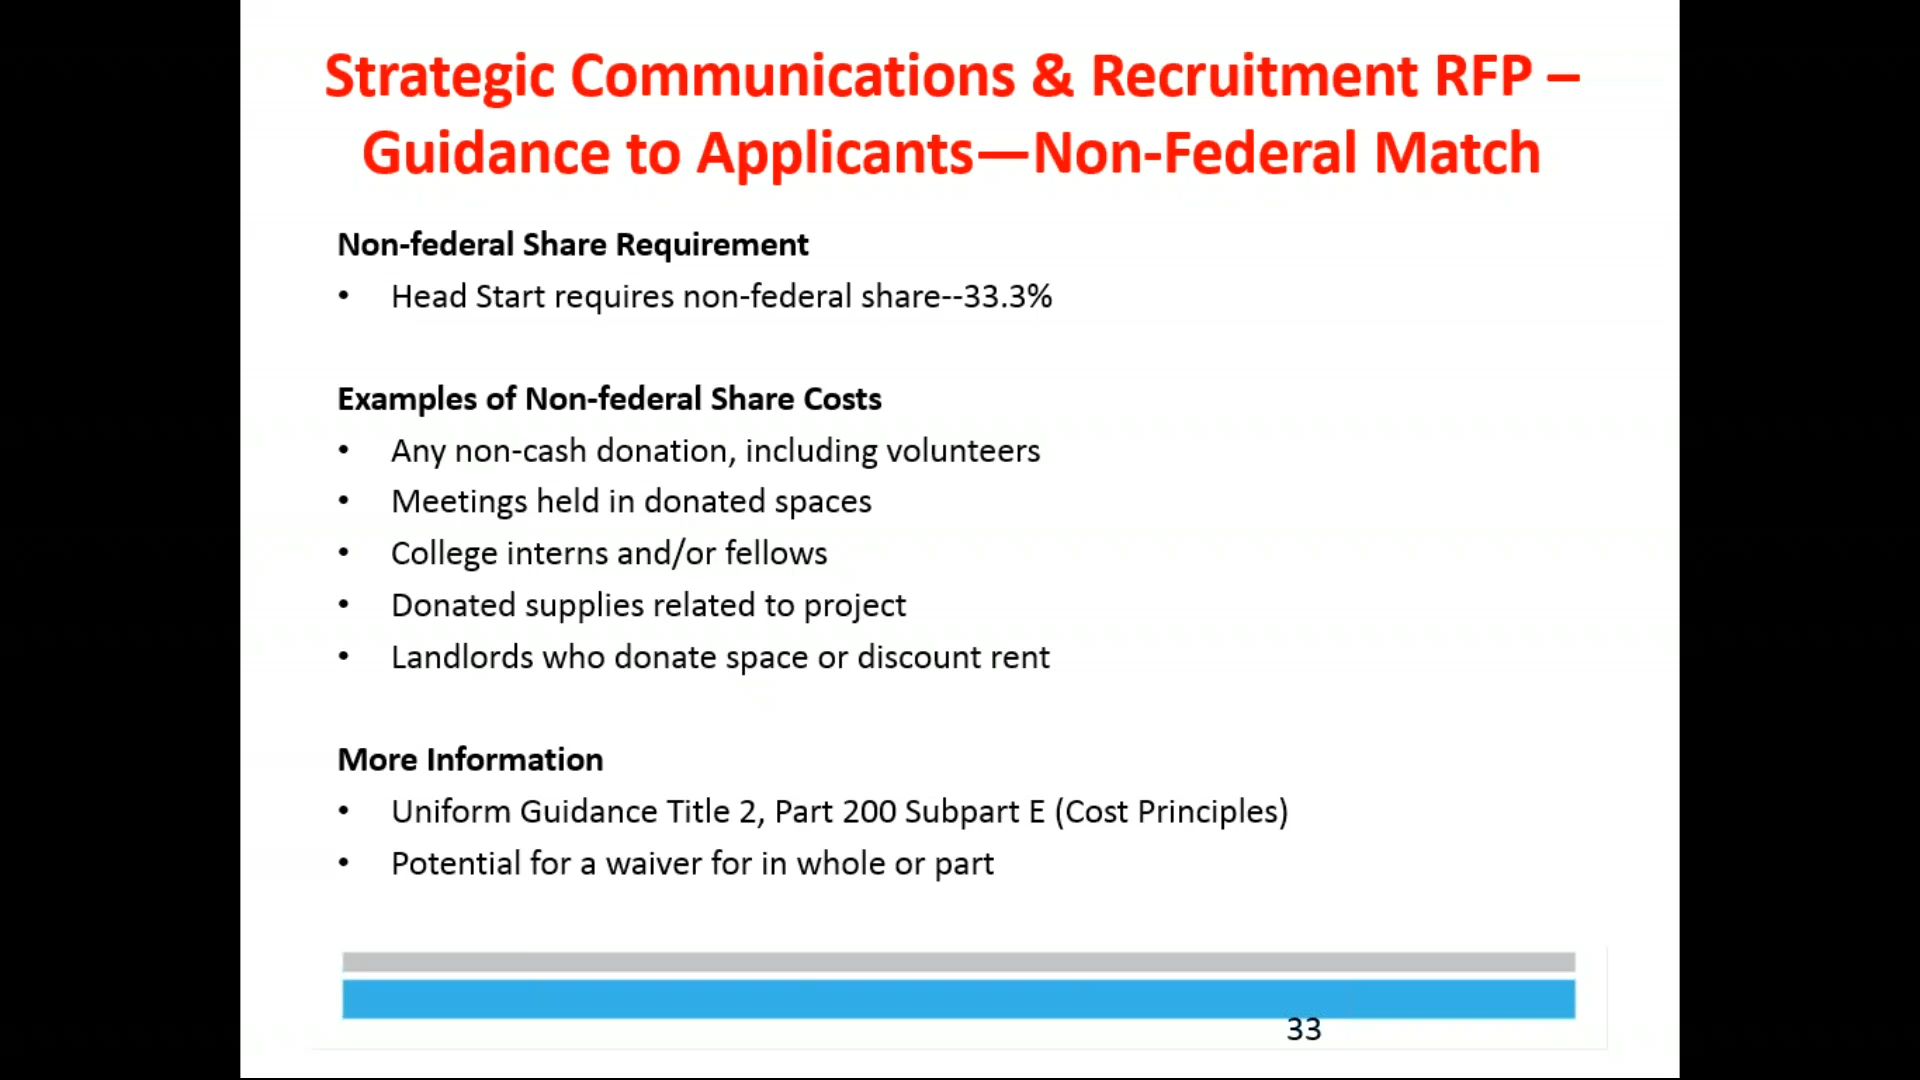 Strategic Communications & Recruitment RFP –
Guidance to Applicants—Non-Federal Match
Non-federal Share Requirement
• Head Start requires non-federal share--33.3%
Examples of Non-federal Share Costs
• Any non-cash donation, including volunteers
• Meetings held in donated spaces
• College interns and/or fellows
• Donated supplies related to project
• Landlords who donate space or discount rent
More Information
• Uniform Guidance Title 2, Part 200 Subpart E (Cost Principles)
• Potential for a waiver for in whole or part
33